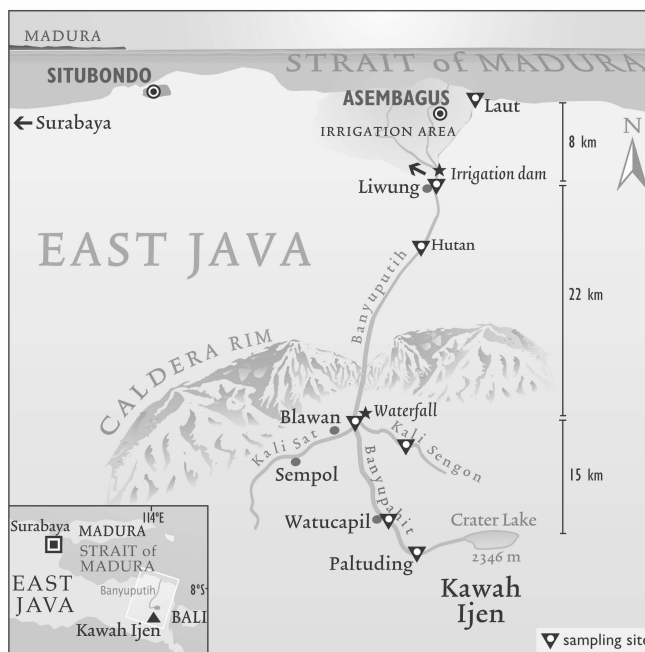 MADURA
STRAIT of MADURA
SITUBONDO
ASEMBAGUS
Laut
← Surabaya
IRRIGATION AREA
8 km
N
Irrigation dam
Liwung
EAST JAVA
Hutan
Banyuputih
22 km
CALDERA RIM
Waterfall
Blawan
Kali Sat
Kali Sengon
Sempol
Banyupahit
15 km
Watucapil
Crater Lake
2346 m
Paltuding
Kawah
Ijen
114°E
Surabaya
MADURA
STRAIT of
MADURA
EAST
JAVA
Banyuputih
8°S
BALI
Kawah Ijen
sampling site